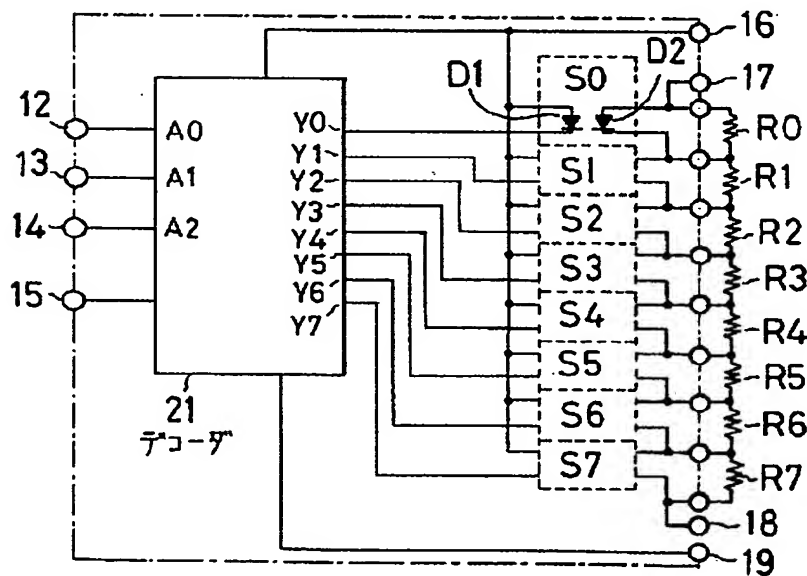 16
17
D1
S0
D2
12
A0
Y0
R0
13
A1
Y1
S1
R1
Y2
14
A2
Y3
S2
R2
Y4
S3
R3
15
Y5
Y6
S4
R4
Y7
S5
R5
21
デコーダ
S6
R6
S7
R7
18
19